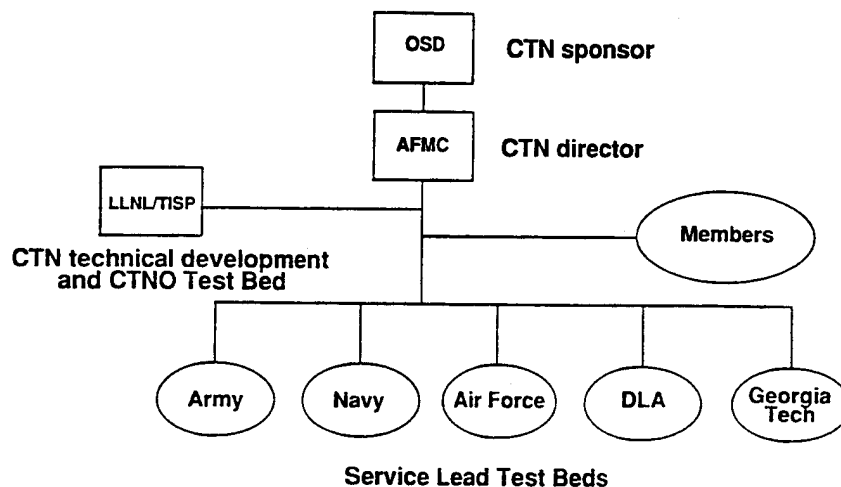 OSD
CTN sponsor
AFMC
CTN director
LLNL/TISP
CTN technical development
and CTNO Test Bed
Members
Army
Navy
Air Force
DLA
Georgia
Tech
Service Lead Test Beds